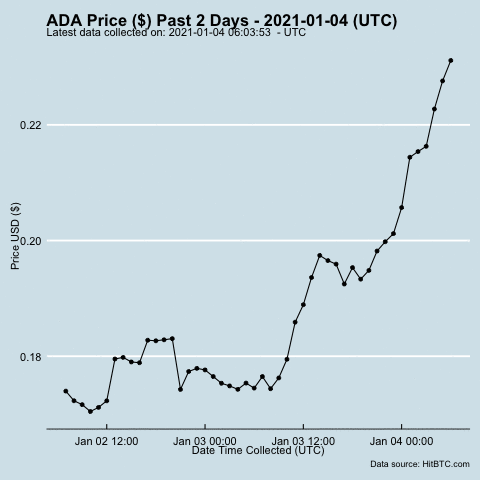 ADA Price ($) Past 2 Days - 2021-01-04 (UTC)
Latest data collected on: 2021-01-04 06:03:53 - UTC
0.22
0.20
0.18
Price USD ($)
Jan 02 12:00 Jan 03 00:00 Jan 03 12:00 Jan 04 00:00
Date Time Collected (UTC)
Data source: HitBTC.com